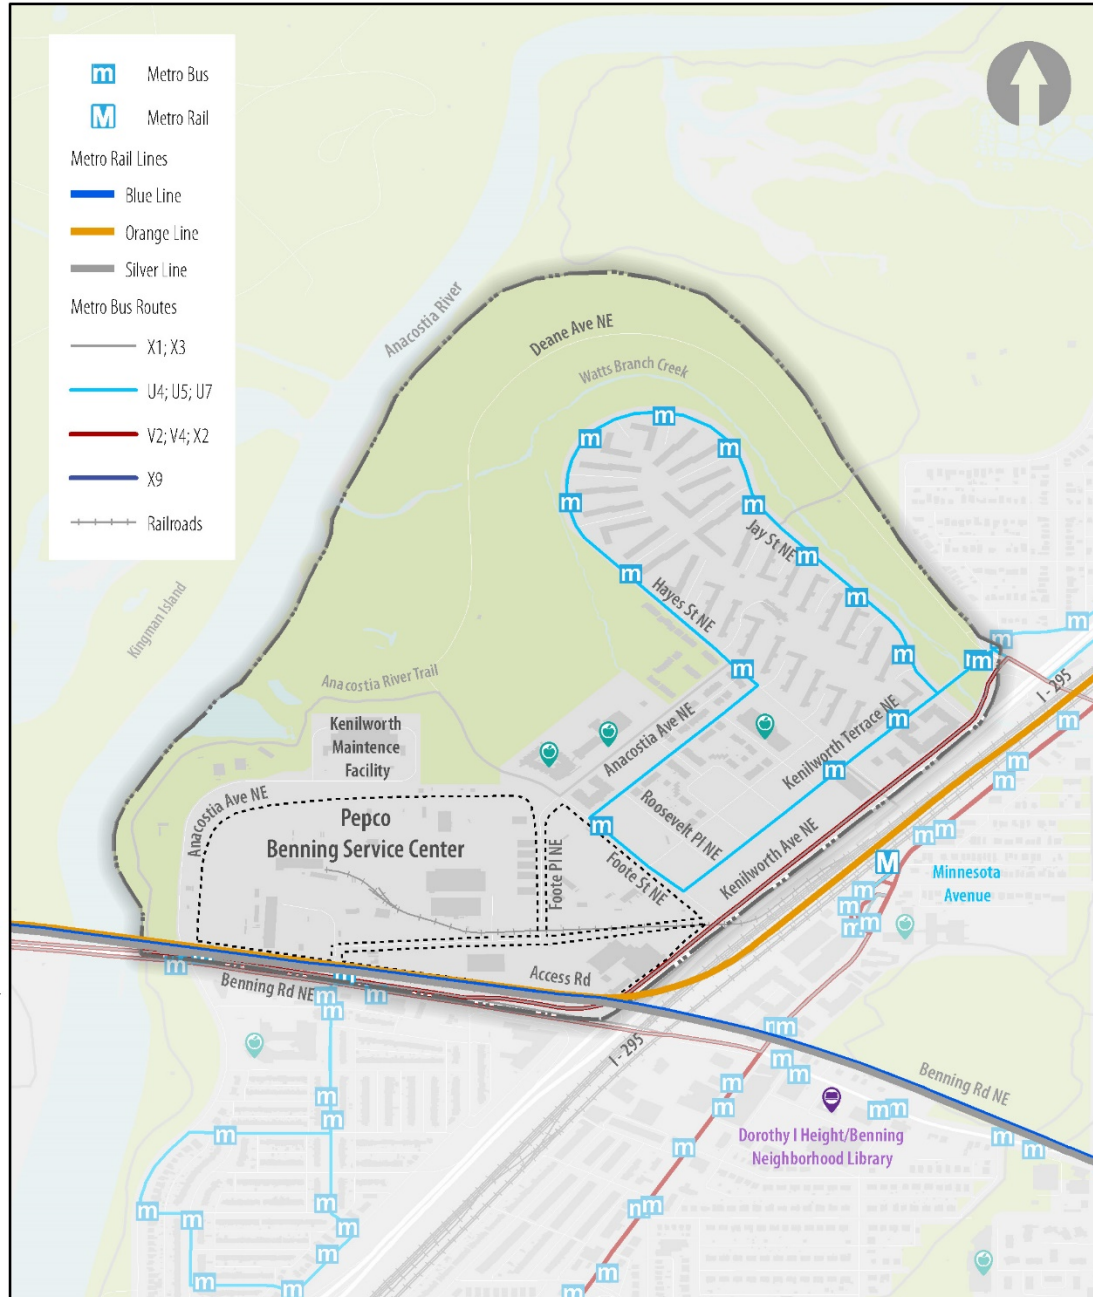 m Metro Bus
M Metro Rail
Metro Rail Lines
Blue Line
Orange Line
Silver Line
Metro Bus Routes
X1; X3
U4; U5; U7
V2; V4; X2
X9
Railroads
Anacostia River
Deane Ave NE
Watts Branch Creek
Kingman Island
Jay St NE
Hayes St NE
Anacostia River Trail
Kenilworth
Maintence
Facility
Anacostia Ave NE
Kenilworth Terrace NE
I - 295
Anacostia Ave NE
Pepco
Benning Service Center
Roosevelt Pl NE
Foote Pl NE
Foote St NE
Kenilworth Ave NE
M
Minnesota
Avenue
Access Rd
Benning Rd NE
I - 295
Benning Rd NE
Dorothy I Height/Benning
Neighborhood Library